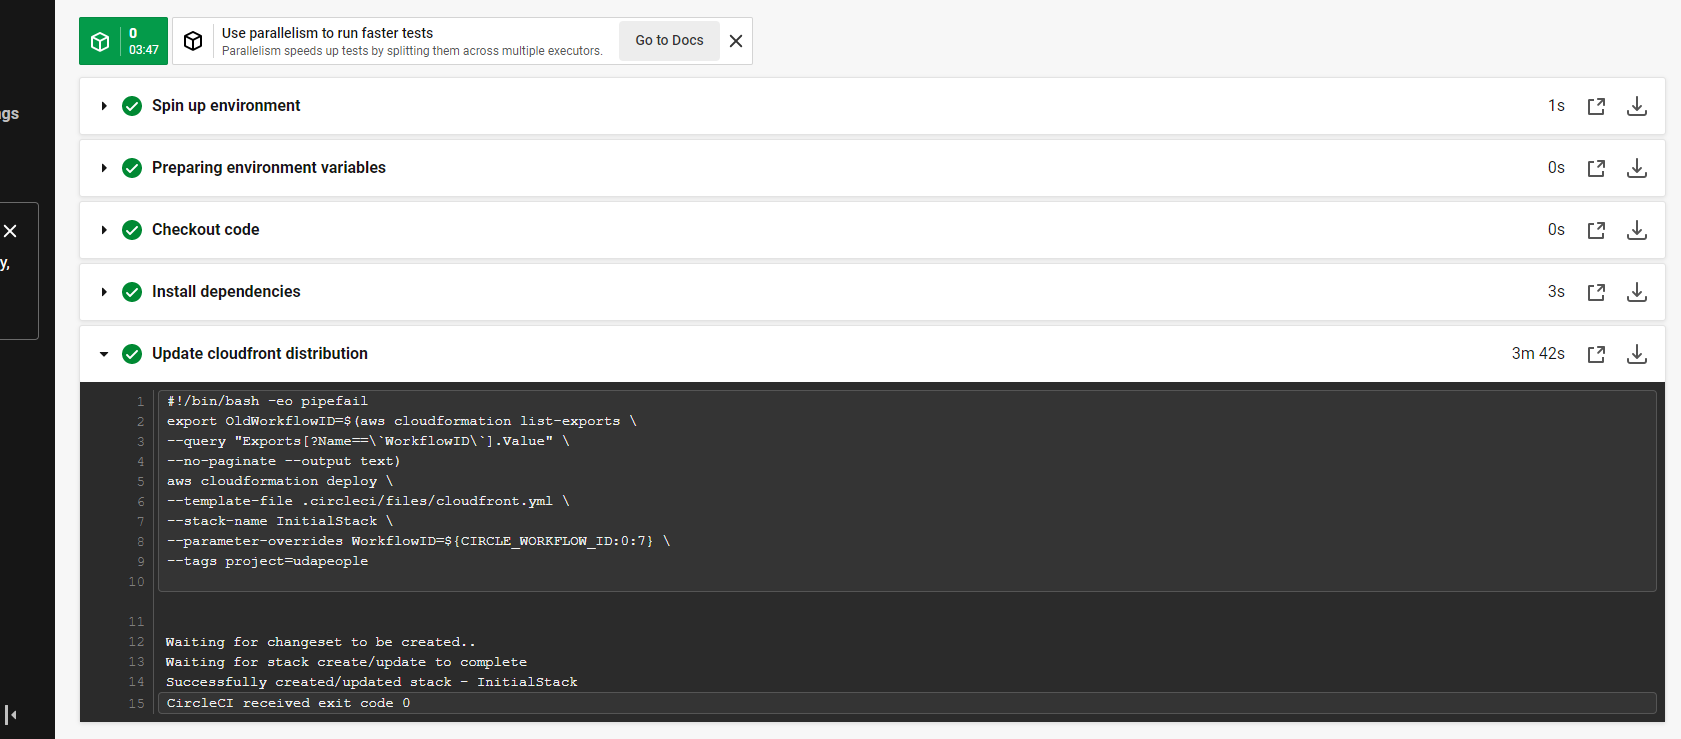 0
03:47
Use parallelism to run faster tests
Parallelism speeds up tests by splitting them across multiple executors.
Go to Docs
gs
y,
Spin up environment
1s
Preparing environment variables
0s
Checkout code
0s
Install dependencies
3s
Update cloudfront distribution
3m 42s
1 #!/bin/bash -eo pipefail
2 export OldWorkflowID=$(aws cloudformation list-exports \
3 --query "Exports[?Name==\`WorkflowID\`].Value" \
4 --no-paginate --output text)
5 aws cloudformation deploy \
6 --template-file .circleci/files/cloudfront.yml \
7 --stack-name InitialStack \
8 --parameter-overrides WorkflowID=${CIRCLE_WORKFLOW_ID:0:7} \
9 --tags project=udapeople
10
11
12 Waiting for changeset to be created..
13 Waiting for stack create/update to complete
14 Successfully created/updated stack - InitialStack
15 CircleCI received exit code 0